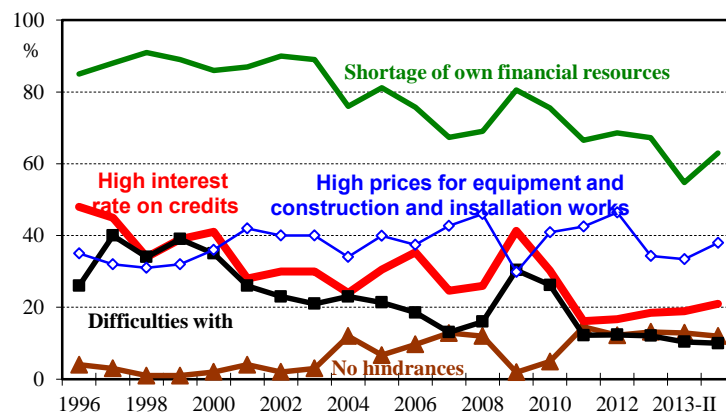 100
%
80
60
40
20
0
Shortage of own financial resources
High interest
rate on credits
High prices for equipment and
construction and installation works
Difficulties with
No hindrances
1996 1998 2000 2002 2004 2006 2008 2010 2012 2013-II